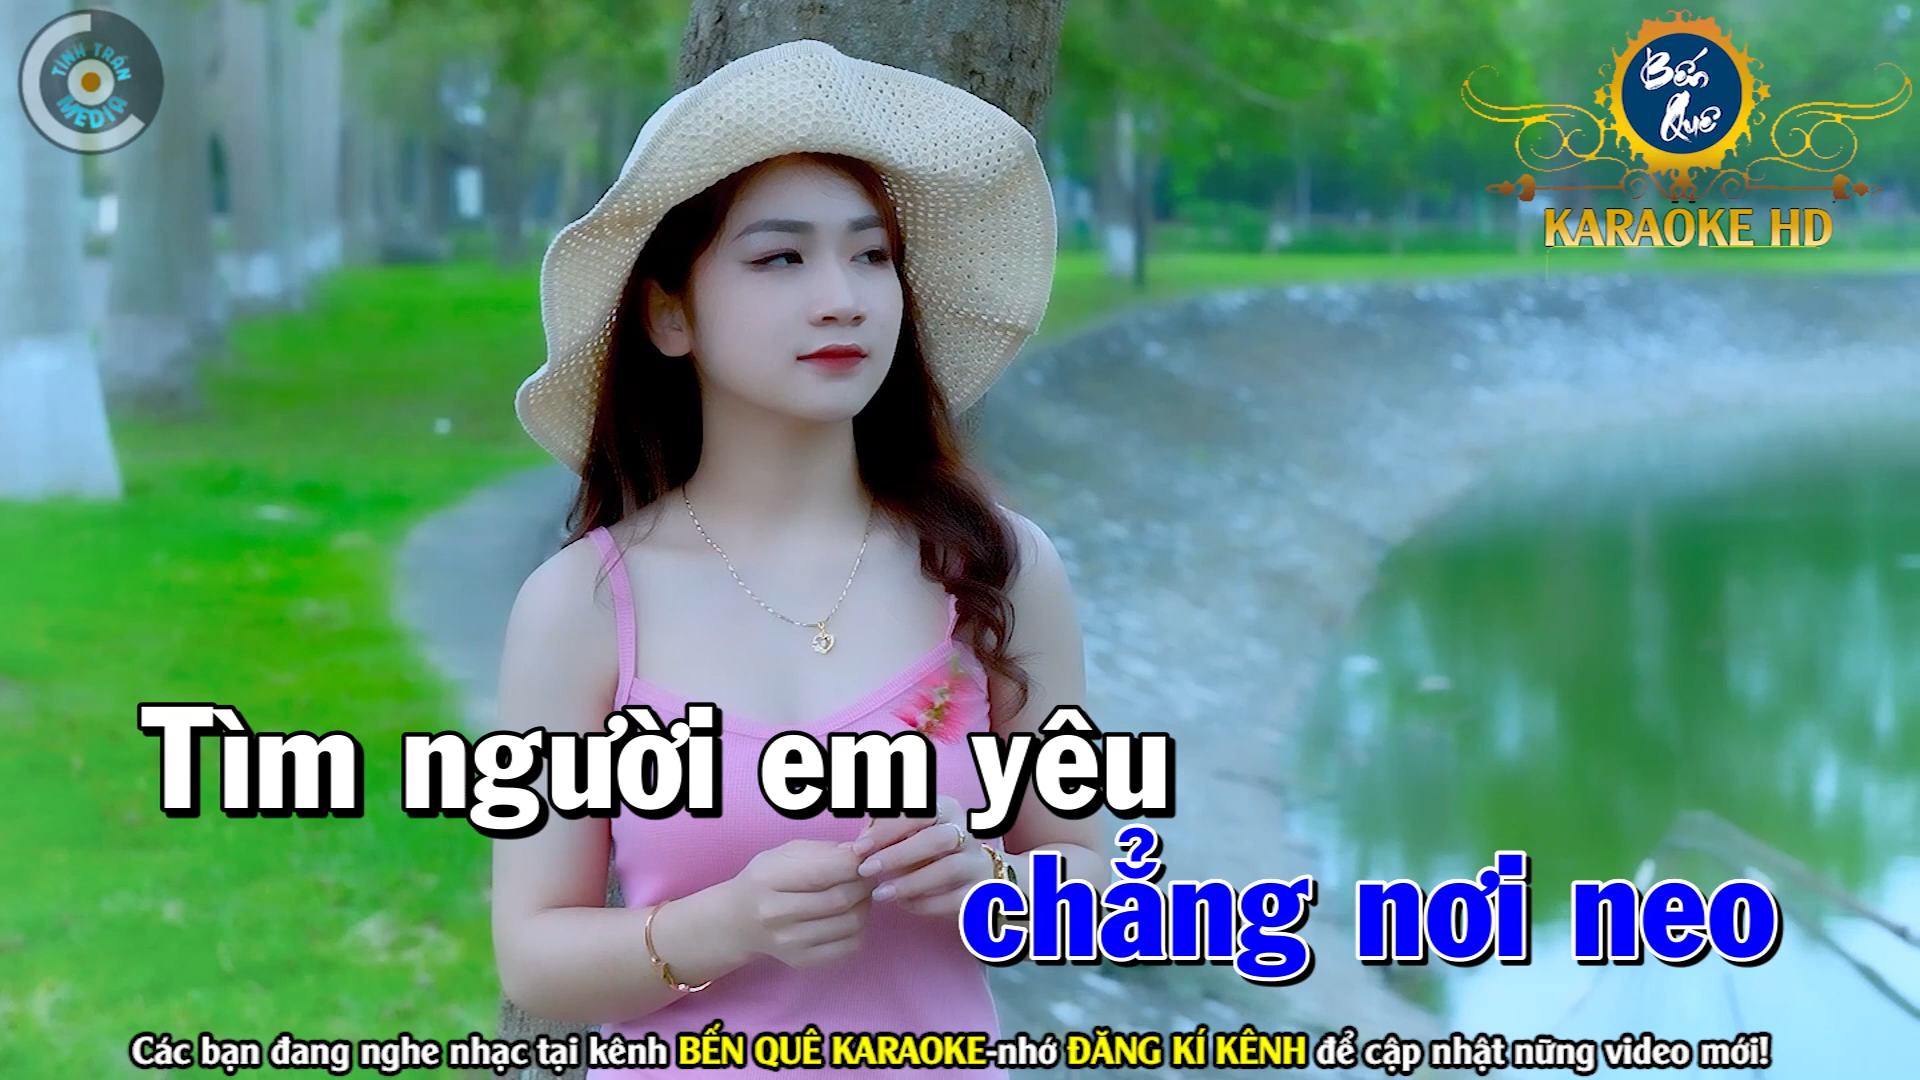 TÌNH TRẦN
MEDIA
Bến
Quê
KARAOKE HD
Tìm người em yêu
chẳng nơi neo
Các bạn đang nghe nhạc tại kênh BẾN QUÊ KARAOKE-nhớ ĐĂNG KÍ KÊNH để cập nhật nững video mới!